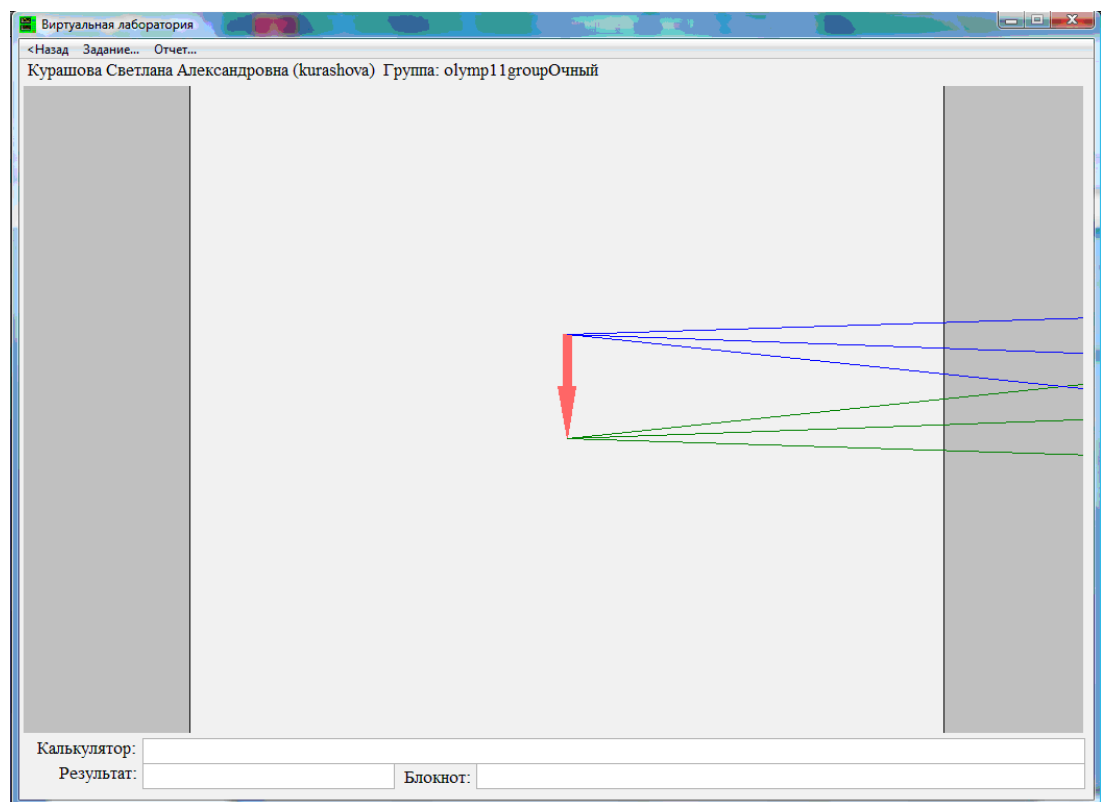 Виртуальная лаборатория
<Назад Задание... Отчет...
Курашова Светлана Александровна (kurashova) Группа: olymp11groupОчный
Калькулятор:
Результат: Блокнот: